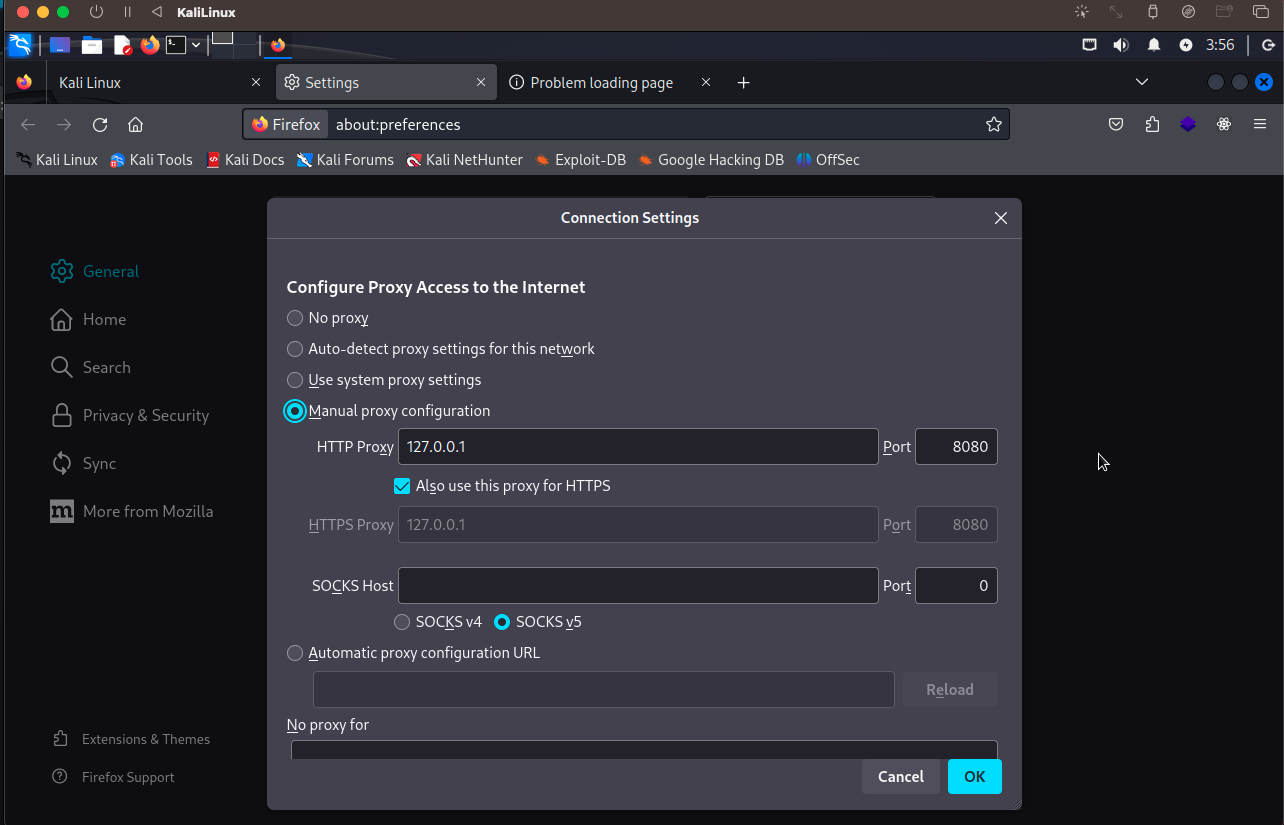 KaliLinux
3:56
Kali Linux
Settings
Problem loading page
Firefox about:preferences
Kali Linux Kali Tools Kali Docs Kali Forums Kali NetHunter Exploit-DB Google Hacking DB OffSec
Connection Settings
General
Home
Search
Privacy & Security
Sync
m More from Mozilla
Extensions & Themes
Firefox Support
Configure Proxy Access to the Internet
No proxy
Auto-detect proxy settings for this network
Use system proxy settings
Manual proxy configuration
HTTP Proxy 127.0.0.1 Port 8080
Also use this proxy for HTTPS
HTTPS Proxy 127.0.0.1 Port 8080
SOCKS Host Port 0
SOCKS v4 SOCKS v5
Automatic proxy configuration URL
Reload
No proxy for
Cancel OK